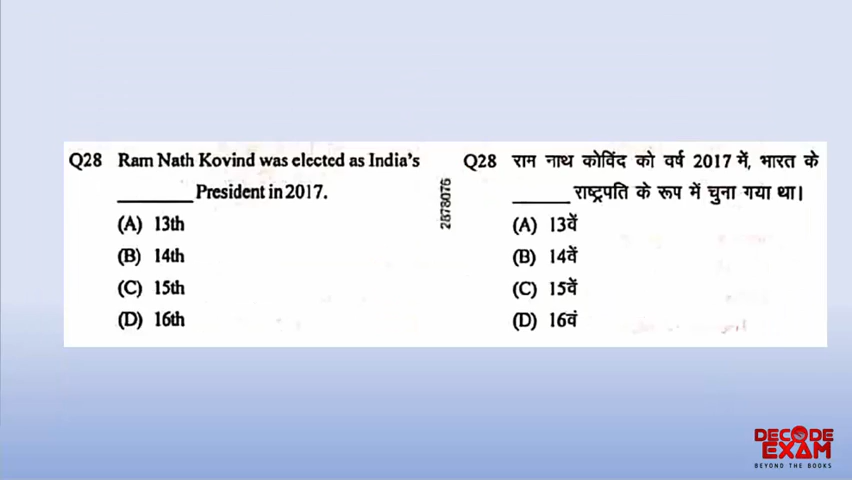 Q28 Ram Nath Kovind was elected as India's
________ President in 2017.
(A) 13th
(B) 14th
(C) 15th
(D) 16th
2878076
Q28 राम नाथ कोविंद को वर्ष 2017 में, भारत के
______ राष्ट्रपति के रूप में चुना गया था।
(A) 13वें
(B) 14वें
(C) 15वें
(D) 16वं
DECODE
EXAM
BEYOND THE BOOKS